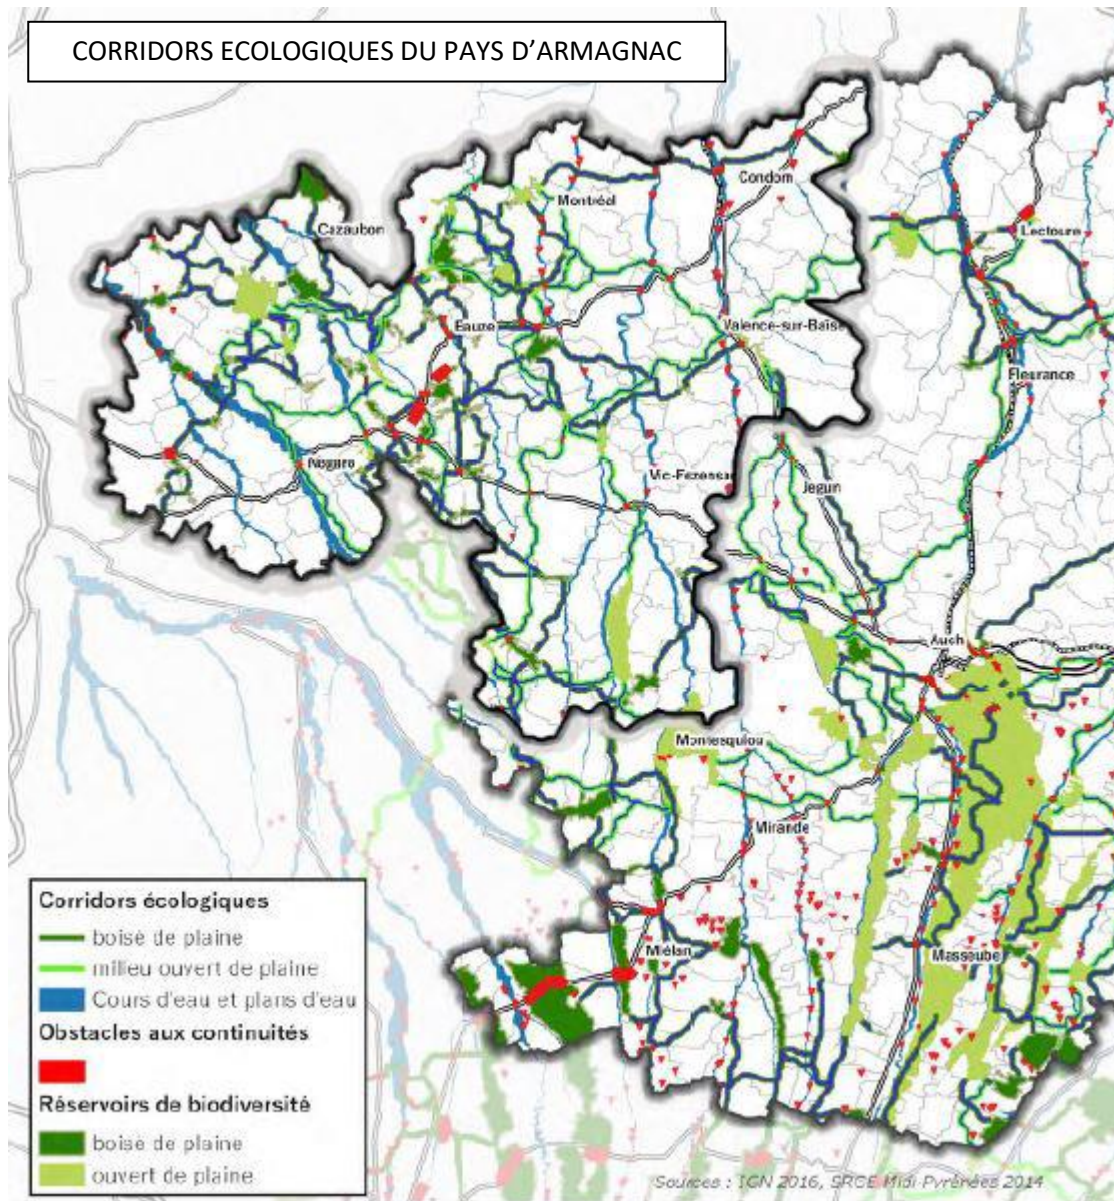 CORRIDORS ECOLOGIQUES DU PAYS D'ARMAGNAC
Condom
Montréal
Cazaubon
Lectoure
Eauze
Valence-sur-Baïse
Fleurance
Nogaro
Vic-Fezensac
Jegun
Auch
Montesquiou
Mirande
Miélan
Masseube
Corridors écologiques
boisé de plaine
milieu ouvert de plaine
Cours d'eau et plans d'eau
Obstacles aux continuités
Réservoirs de biodiversité
boisé de plaine
ouvert de plaine
Sources : IGN 2016, SRCE Midi-Pyrénées 2014